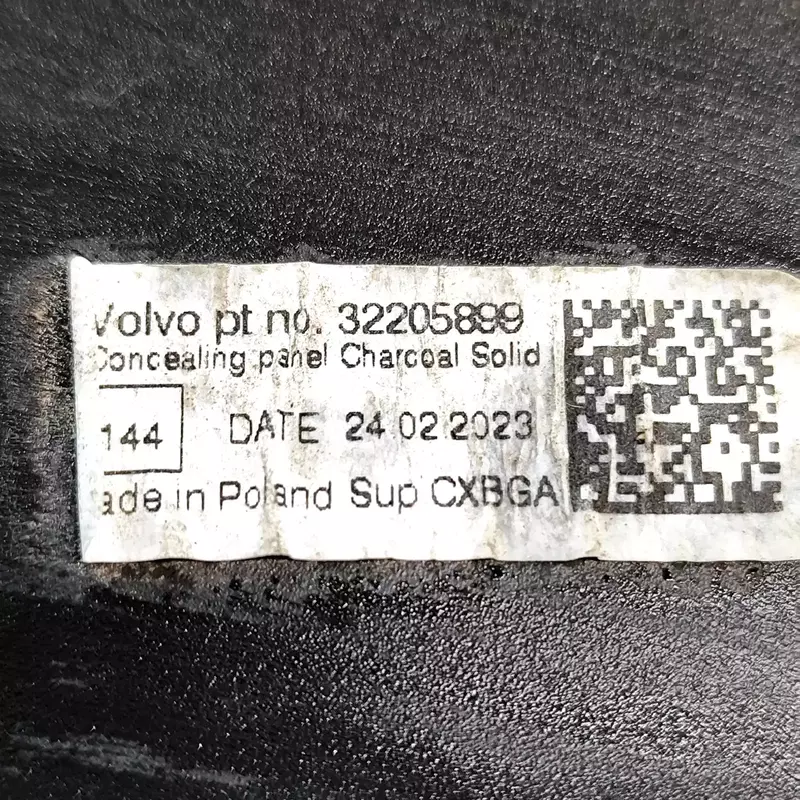 Volvo pt no. 32205899
Concealing panel Charcoal Solid
144 DATE 24 02 2023
ade in Poland Sup CXBGA